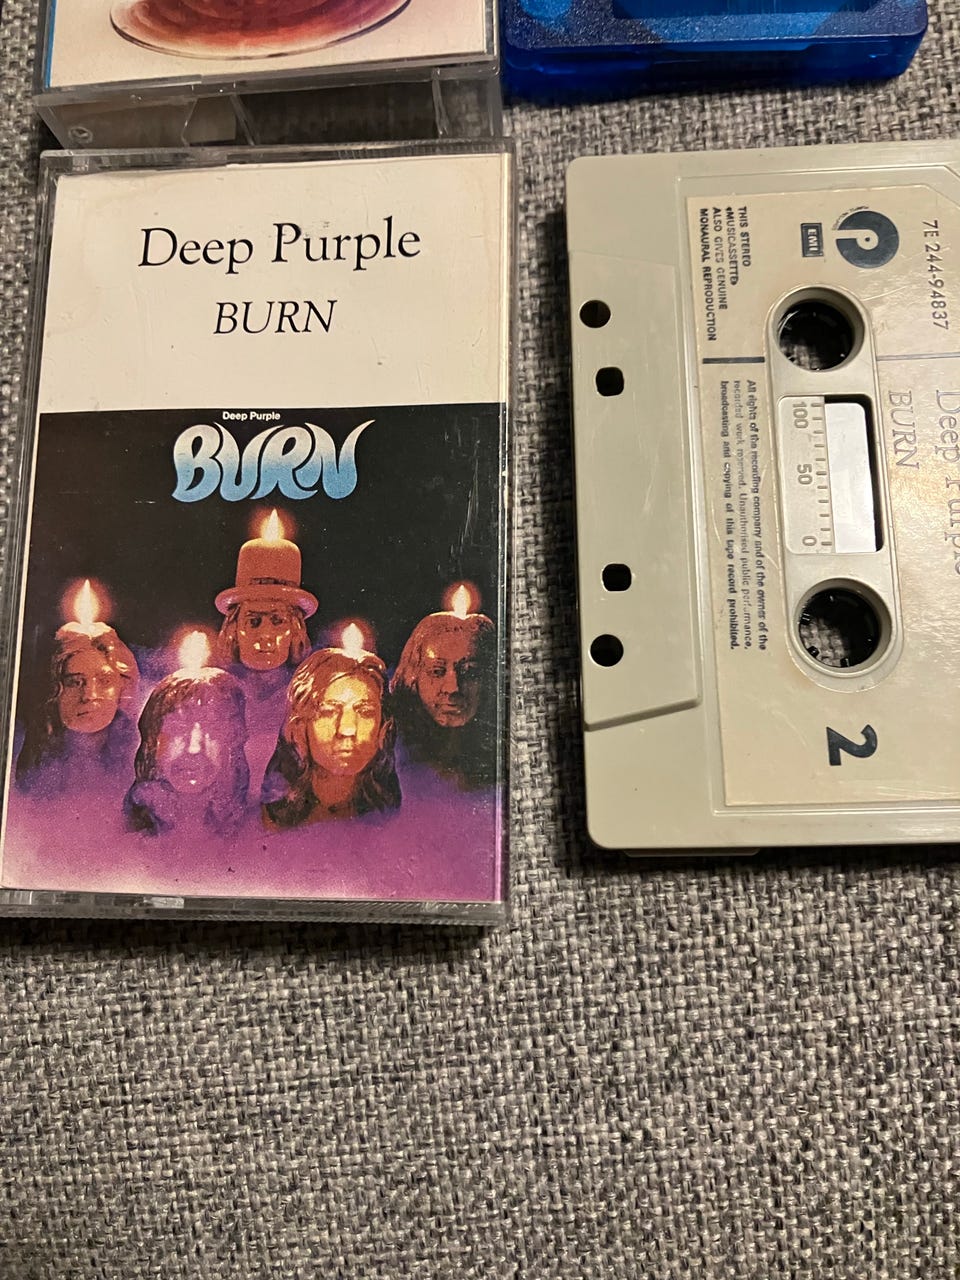 Deep Purple
BURN
Deep Purple
BURN
7E 244-94837
Deep Purple
BURN
P
EMI
THIS STEREO
«MUSICASSETTE»
ALSO GIVES GENUINE
MONAURAL REPRODUCTION
All rights of the recording company and of the owner of the
recorded work reserved. Unauthorised public performance,
broadcasting and copying of this tape record prohibited.
100 50 0
2